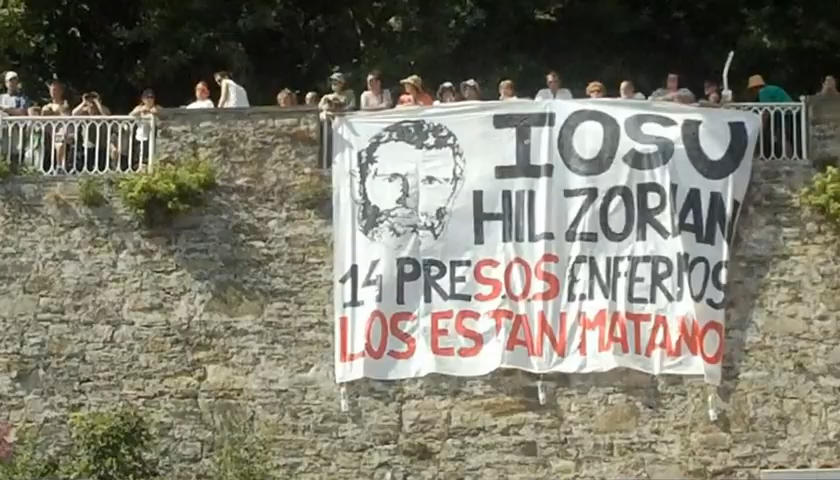 IOSU
HIL ZORIAN
14 PRESOS ENFERMOS
LOS ESTAN MATANO